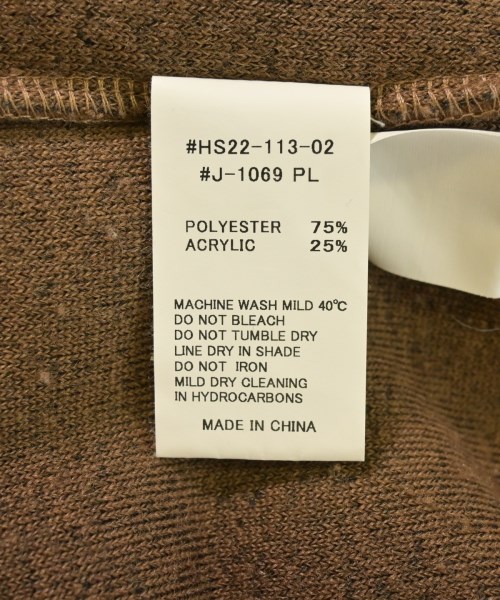 #HS22-113-02
#J-1069 PL
POLYESTER 75%
ACRYLIC 25%
MACHINE WASH MILD 40℃
DO NOT BLEACH
DO NOT TUMBLE DRY
LINE DRY IN SHADE
DO NOT IRON
MILD DRY CLEANING
IN HYDROCARBONS
MADE IN CHINA